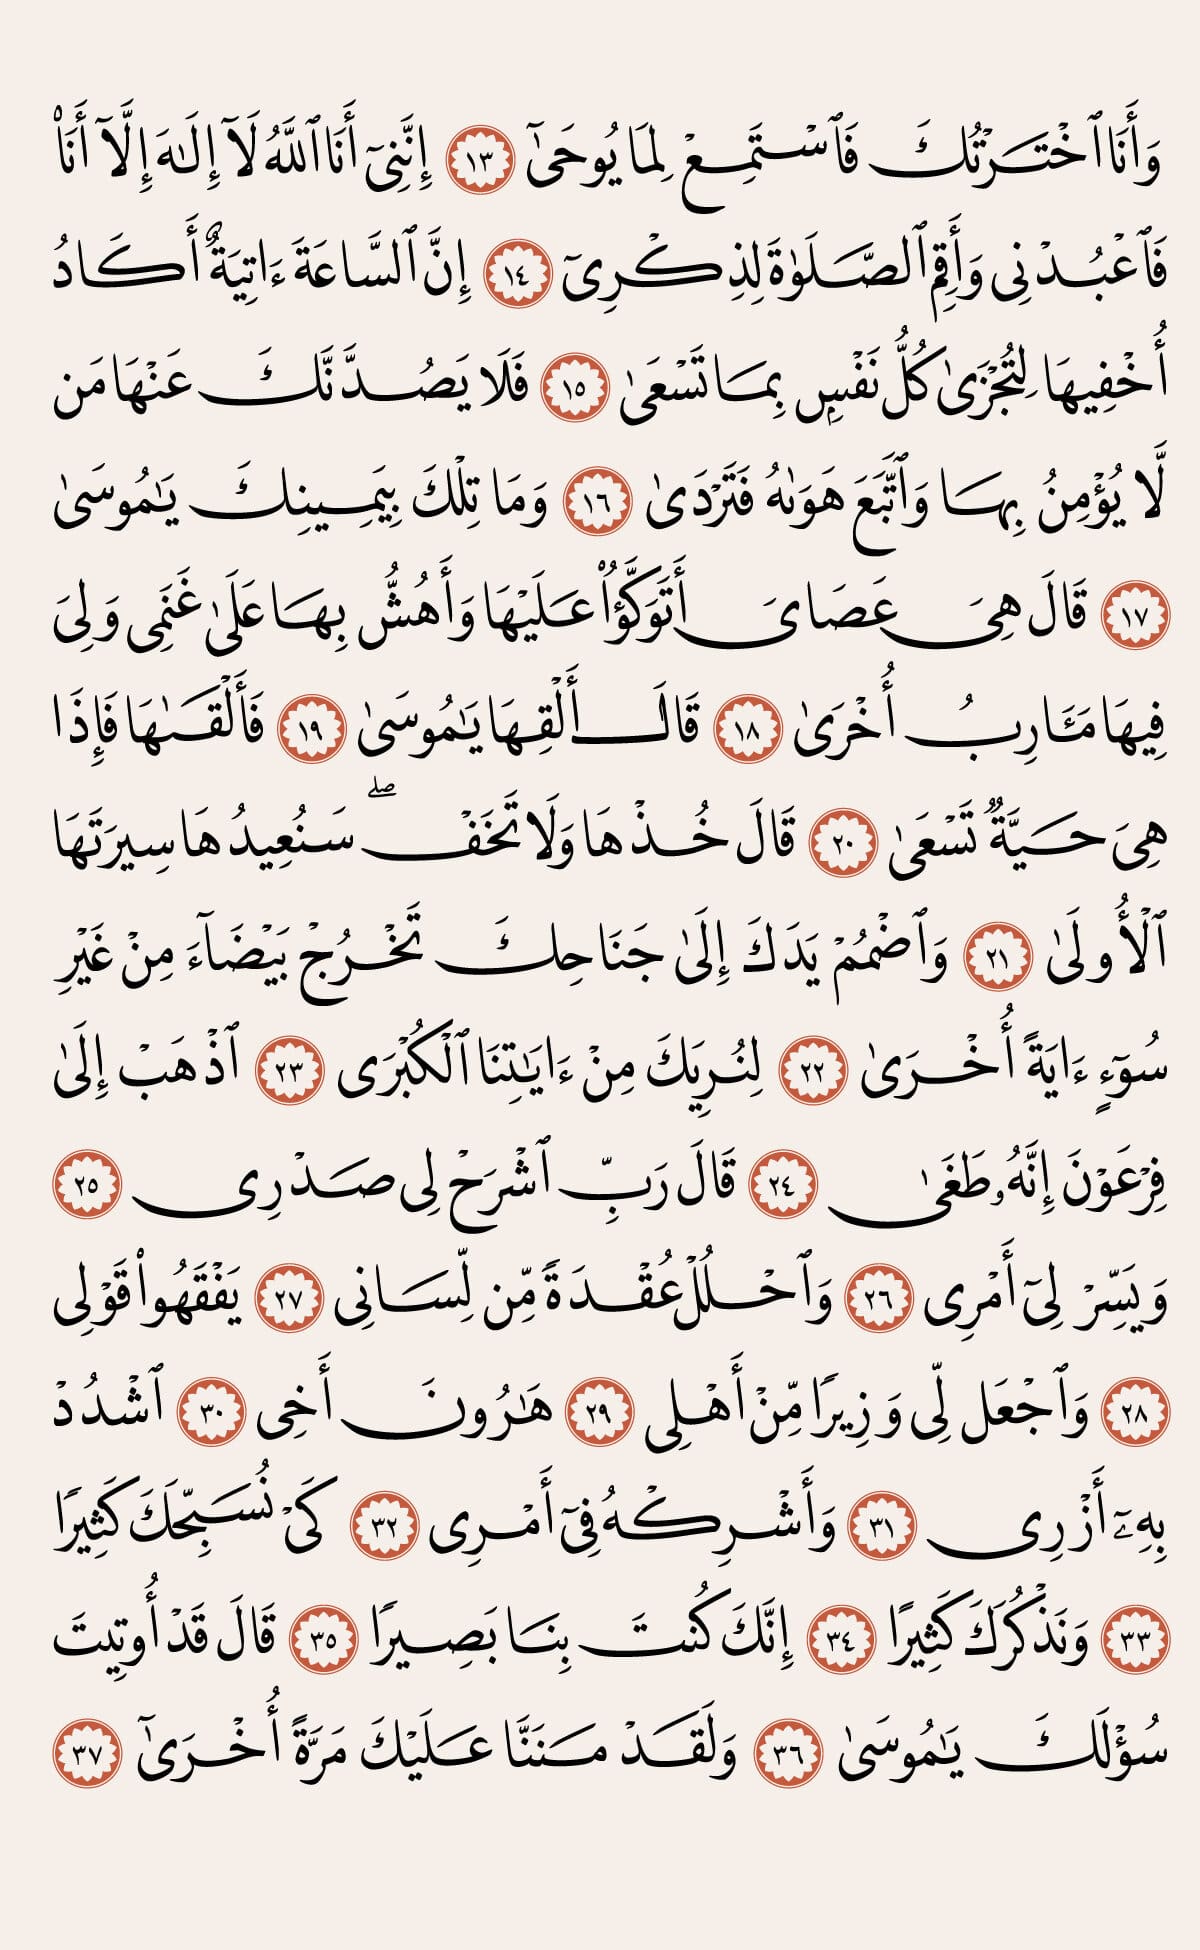 وَأَنَا ٱخْتَرْتُكَ فَٱسْتَمِعْ لِمَا يُوحَىٰٓ ١٣ إِنَّنِىٓ أَنَا ٱللَّهُ لَآ إِلَـٰهَ إِلَّآ أَنَا۠
فَٱعْبُدْنِى وَأَقِمِ ٱلصَّلَوٰةَ لِذِكْرِىٓ ١٤ إِنَّ ٱلسَّاعَةَ ءَاتِيَةٌ أَكَادُ
أُخْفِيهَا لِتُجْزَىٰ كُلُّ نَفْسٍۭ بِمَا تَسْعَىٰ ١٥ فَلَا يَصُدَّنَّكَ عَنْهَا مَن
لَّا يُؤْمِنُ بِهَا وَٱتَّبَعَ هَوَىٰهُ فَتَرْدَىٰ ١٦ وَمَا تِلْكَ بِيَمِينِكَ يَـٰمُوسَىٰ
١٧ قَالَ هِىَ عَصَاىَ أَتَوَكَّؤُا۟ عَلَيْهَا وَأَهُشُّ بِهَا عَلَىٰ غَنَمِى وَلِىَ
فِيهَا مَـَٔارِبُ أُخْرَىٰ ١٨ قَالَ أَلْقِهَا يَـٰمُوسَىٰ ١٩ فَأَلْقَىٰهَا فَإِذَا
هِىَ حَيَّةٌ تَسْعَىٰ ٢٠ قَالَ خُذْهَا وَلَا تَخَفْ ۖ سَنُعِيدُهَا سِيرَتَهَا
ٱلْأُولَىٰ ٢١ وَٱضْمُمْ يَدَكَ إِلَىٰ جَنَاحِكَ تَخْرُجْ بَيْضَآءَ مِنْ غَيْرِ
سُوٓءٍ ءَايَةً أُخْرَىٰ ٢٢ لِنُرِيَكَ مِنْ ءَايَـٰتِنَا ٱلْكُبْرَى ٢٣ ٱذْهَبْ إِلَىٰ
فِرْعَوْنَ إِنَّهُۥ طَغَىٰ ٢٤ قَالَ رَبِّ ٱشْرَحْ لِى صَدْرِى ٢٥
وَيَسِّرْ لِىٓ أَمْرِى ٢٦ وَٱحْلُلْ عُقْدَةً مِّن لِّسَانِى ٢٧ يَفْقَهُوا۟ قَوْلِى
٢٨ وَٱجْعَل لِّى وَزِيرًا مِّنْ أَهْلِى ٢٩ هَـٰرُونَ أَخِى ٣٠ ٱشْدُدْ
بِهِۦٓ أَزْرِى ٣١ وَأَشْرِكْهُ فِىٓ أَمْرِى ٣٢ كَىْ نُسَبِّحَكَ كَثِيرًا
٣٣ وَنَذْكُرَكَ كَثِيرًا ٣٤ إِنَّكَ كُنتَ بِنَا بَصِيرًا ٣٥ قَالَ قَدْ أُوتِيتَ
سُؤْلَكَ يَـٰمُوسَىٰ ٣٦ وَلَقَدْ مَنَنَّا عَلَيْكَ مَرَّةً أُخْرَىٰٓ ٣٧